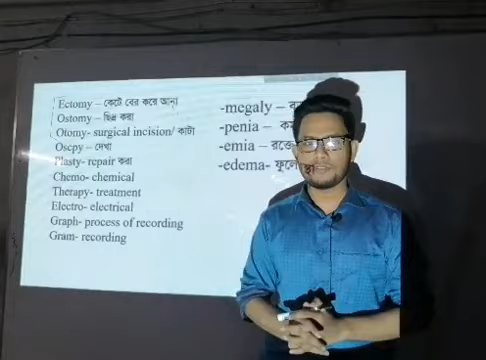 Ectomy – কেটে বের করে আনা
Ostomy – ছিদ্র করা
Otomy- surgical incision/ কাটা
Oscpy – দেখা
Plasty- repair করা
Chemo- chemical
Therapy- treatment
Electro- electrical
Graph- process of recording
Gram- recording
-megaly –
-penia –
-emia –
-edema-